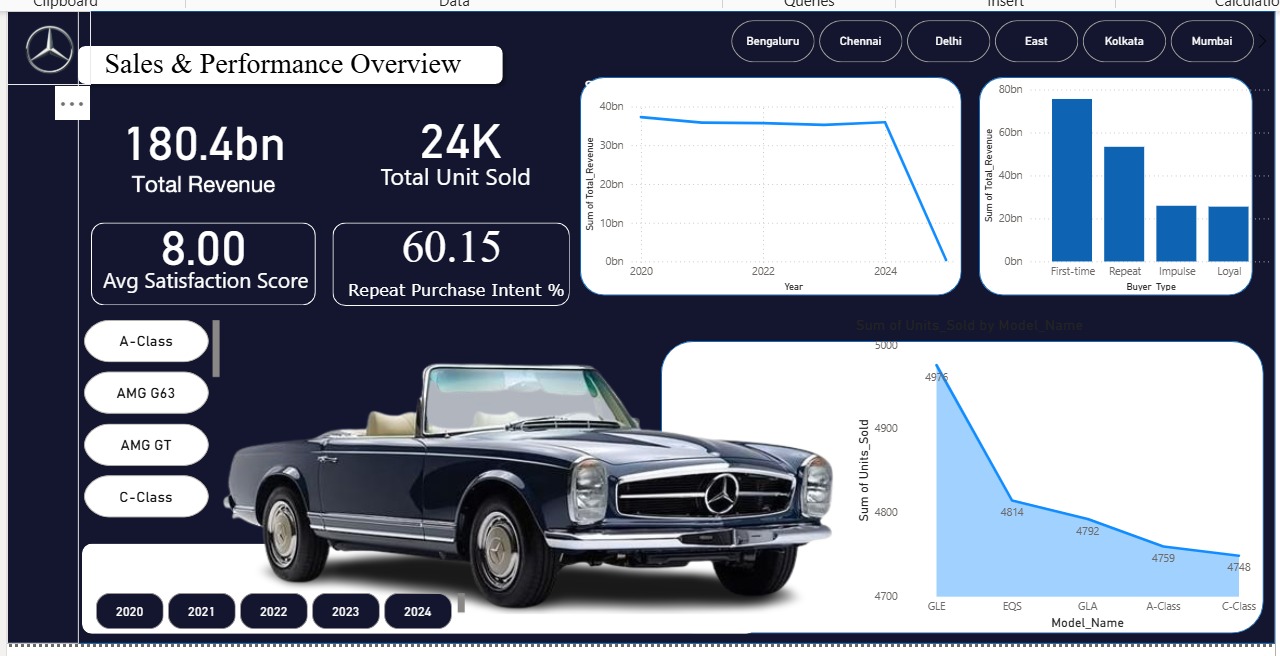 Clipboard
Data
Queries
Insert
Bengaluru
Chennai
Delhi
East
Kolkata
Mumbai
Sales & Performance Overview
180.4bn
Total Revenue
24K
Total Unit Sold
8.00
Avg Satisfaction Score
60.15
Repeat Purchase Intent %
Sum of Total_Revenue
40bn
30bn
20bn
10bn
0bn
2020
2022
2024
Year
Sum of Total_Revenue
80bn
60bn
40bn
20bn
0bn
First-time
Repeat
Impulse
Loyal
Buyer_Type
A-Class
AMG G63
AMG GT
C-Class
Sum of Units_Sold by Model_Name
Sum of Units_Sold
5000
4900
4800
4700
4976
4814
4792
4759
4748
GLE
EQS
GLA
A-Class
C-Class
Model_Name
2020
2021
2022
2023
2024